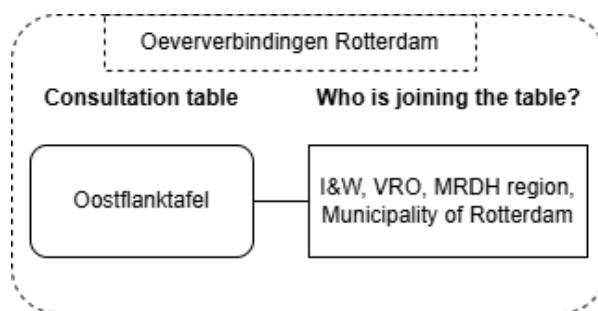 Oeververbindingen Rotterdam
Consultation table
Who is joining the table?
Oostflanktafel
I&W, VRO, MRDH region,
Municipality of Rotterdam